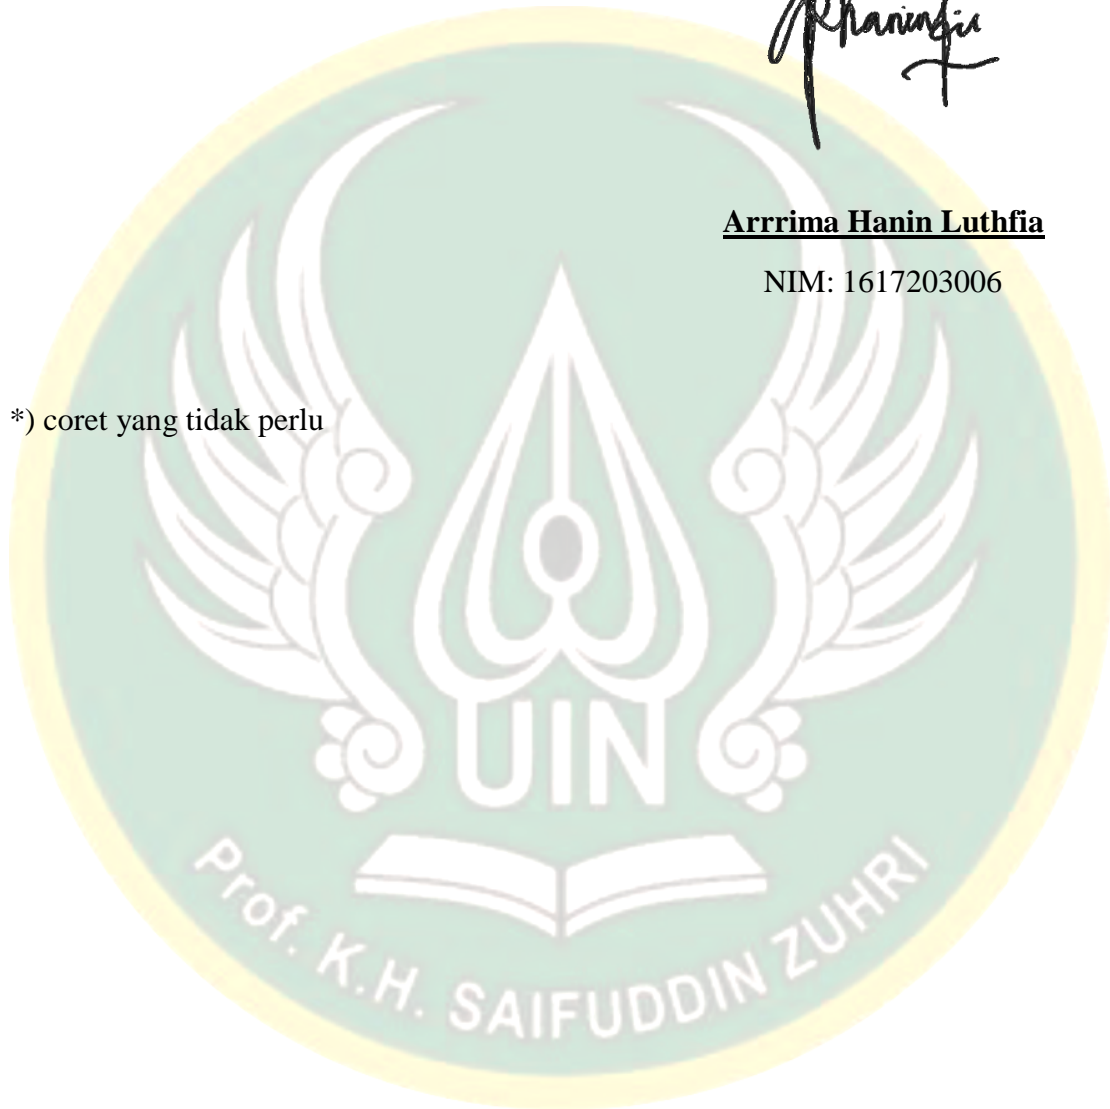 Arrrima Hanin Luthfia
NIM: 1617203006
*) coret yang tidak perlu
UIN
Prof. K.H. SAIFUDDIN ZUHRI